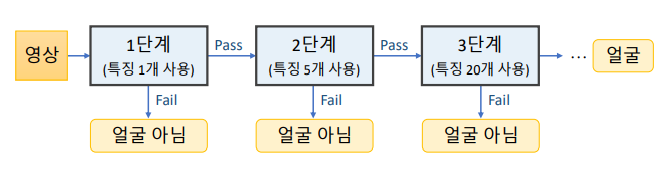 영상
1단계
(특징 1개 사용)
Pass
2단계
(특징 5개 사용)
Pass
3단계
(특징 20개 사용)
...
얼굴
Fail
Fail
Fail
얼굴 아님
얼굴 아님
얼굴 아님